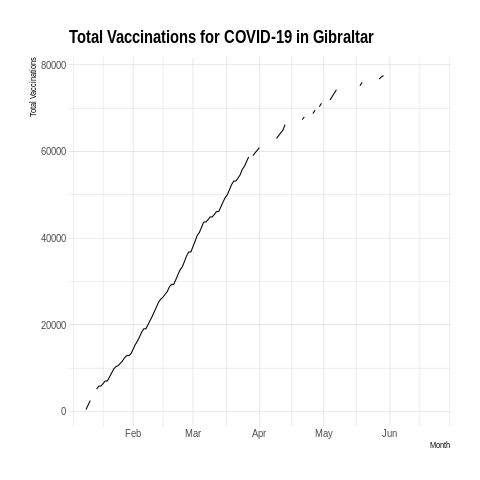 Total Vaccinations for COVID-19 in Gibraltar
Total Vaccinations
80000
60000
40000
20000
0
Feb Mar Apr May Jun
Month